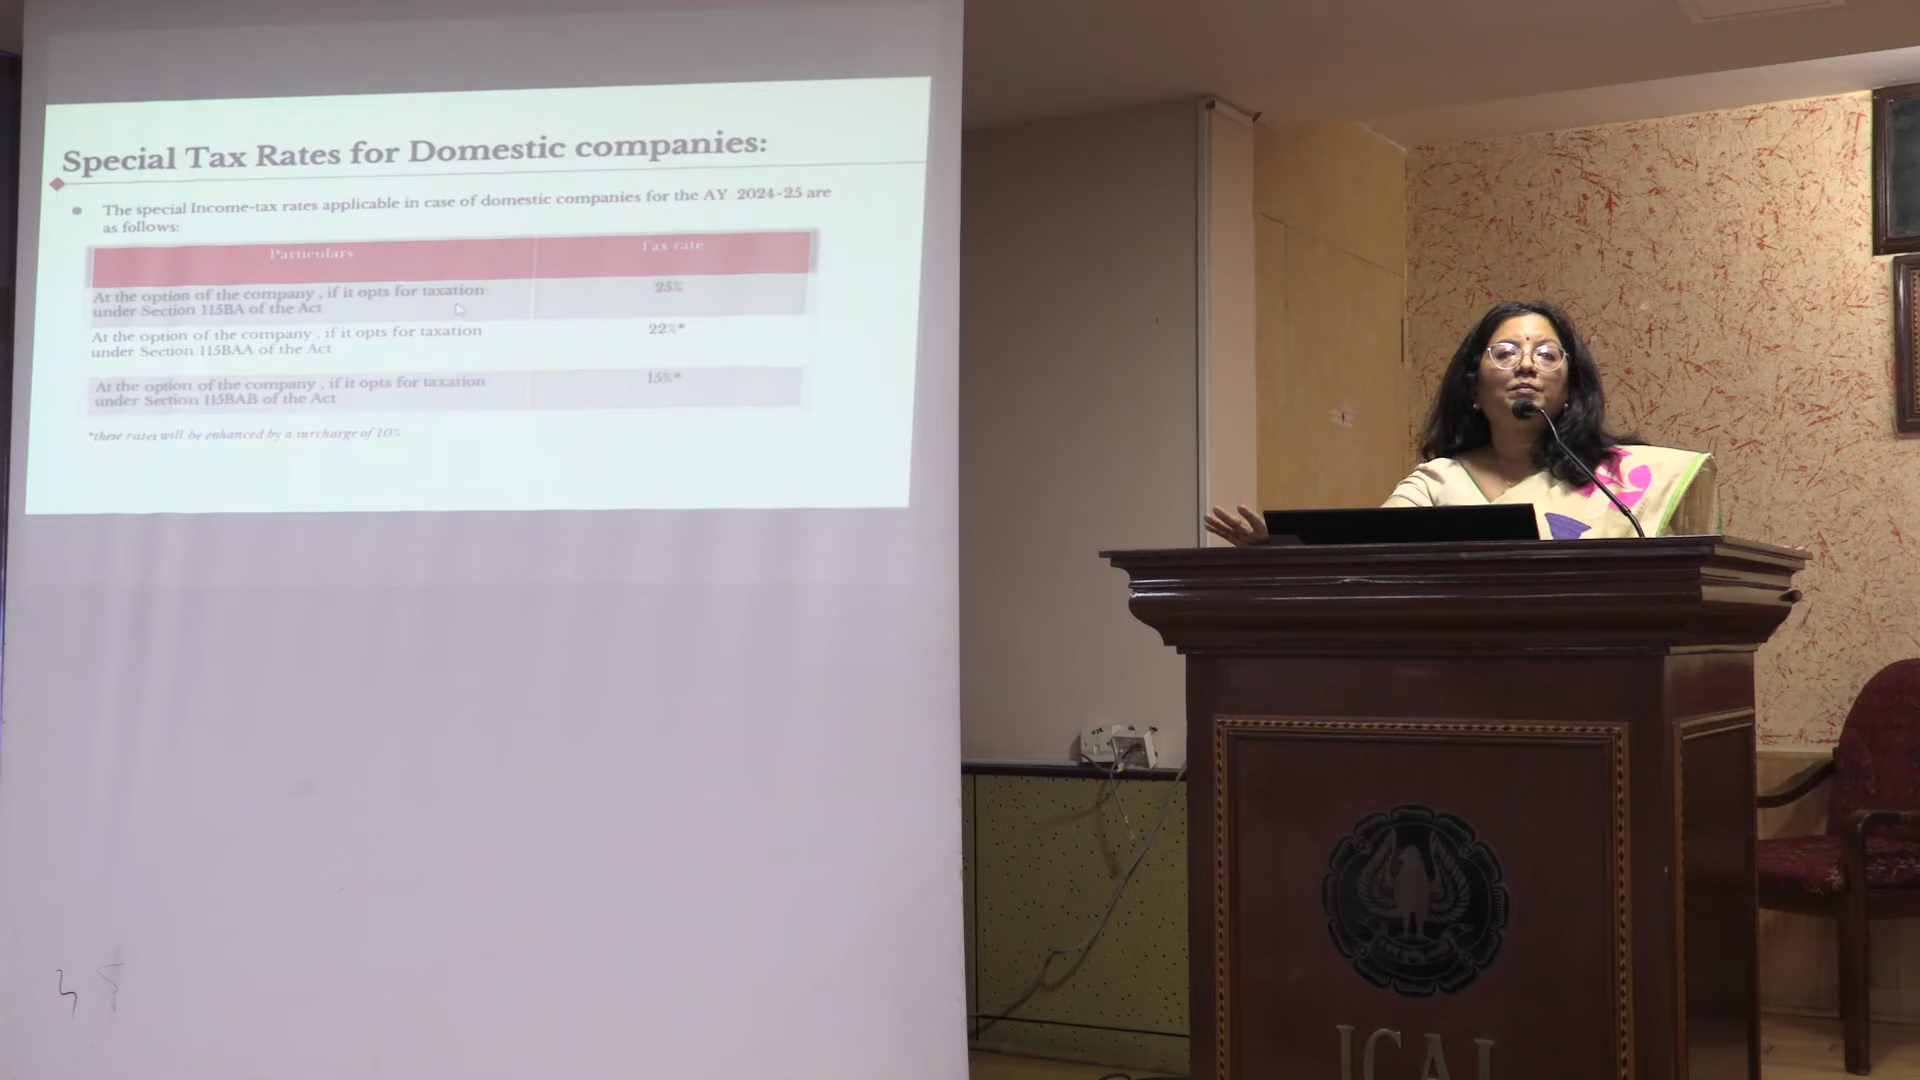 Special Tax Rates for Domestic companies:
The special Income-tax rates applicable in case of domestic companies for the AY 2024-25 are
as follows:
Particulars Tax rate
At the option of the company , if it opts for taxation 25%
under Section 115BA of the Act
At the option of the company , if it opts for taxation 22%*
under Section 115BAA of the Act
At the option of the company , if it opts for taxation 15%*
under Section 115BAB of the Act
*these rates will be enhanced by a surcharge of 10%
ICAI